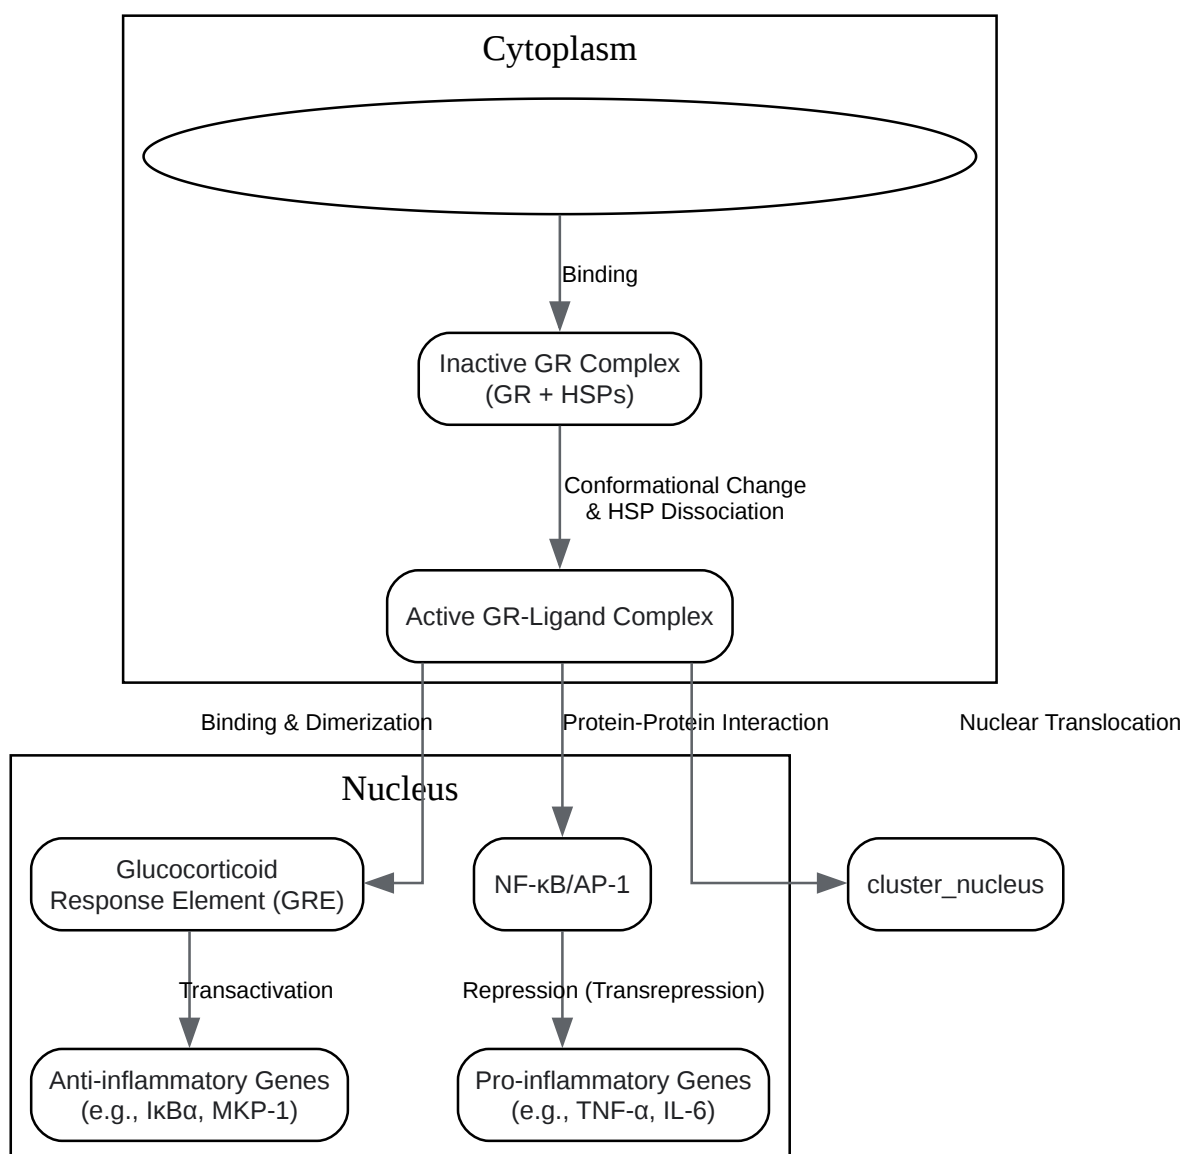 Cytoplasm
Binding
Inactive GR Complex
(GR + HSPs)
Conformational Change
& HSP Dissociation
Active GR-Ligand Complex
Binding & Dimerization
Protein-Protein Interaction
Nuclear Translocation
Nucleus
Glucocorticoid
Response Element (GRE)
NF-κB/AP-1
cluster_nucleus
Transactivation
Repression (Transrepression)
Anti-inflammatory Genes
(e.g., IκBα, MKP-1)
Pro-inflammatory Genes
(e.g., TNF-α, IL-6)